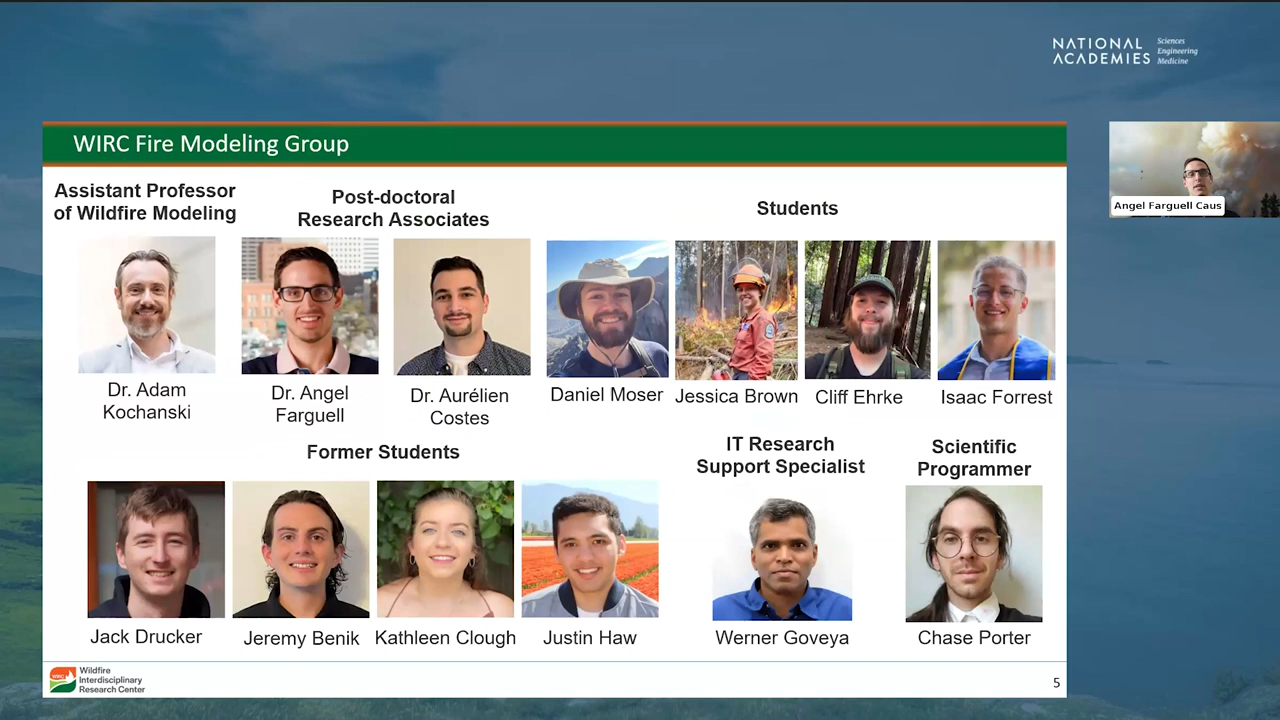 NATIONAL
ACADEMIES
Sciences
Engineering
Medicine
WIRC Fire Modeling Group
Angel Farguell Caus
Assistant Professor
of Wildfire Modeling
Post-doctoral
Research Associates
Students
Dr. Adam
Kochanski
Dr. Angel
Farguell
Dr. Aurélien
Costes
Daniel Moser
Jessica Brown
Cliff Ehrke
Isaac Forrest
Former Students
IT Research
Support Specialist
Scientific
Programmer
Jack Drucker
Jeremy Benik
Kathleen Clough
Justin Haw
Werner Goveya
Chase Porter
WIRC
Wildfire
Interdisciplinary
Research Center
5